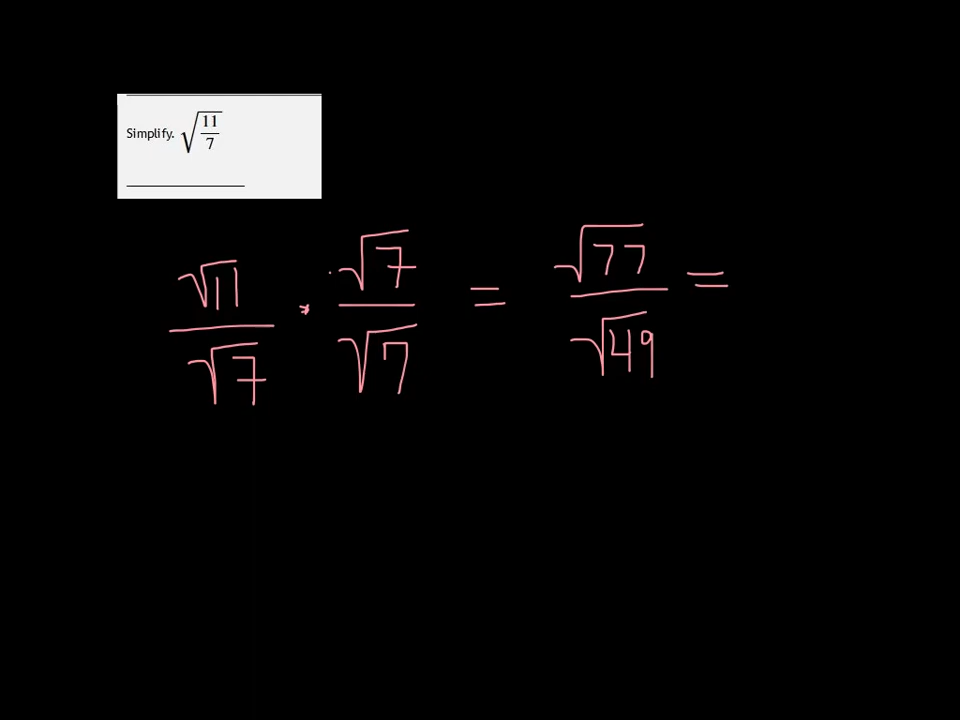 Simplify. √(11/7)
√11/√7 · √7/√7 = √77/√49 =